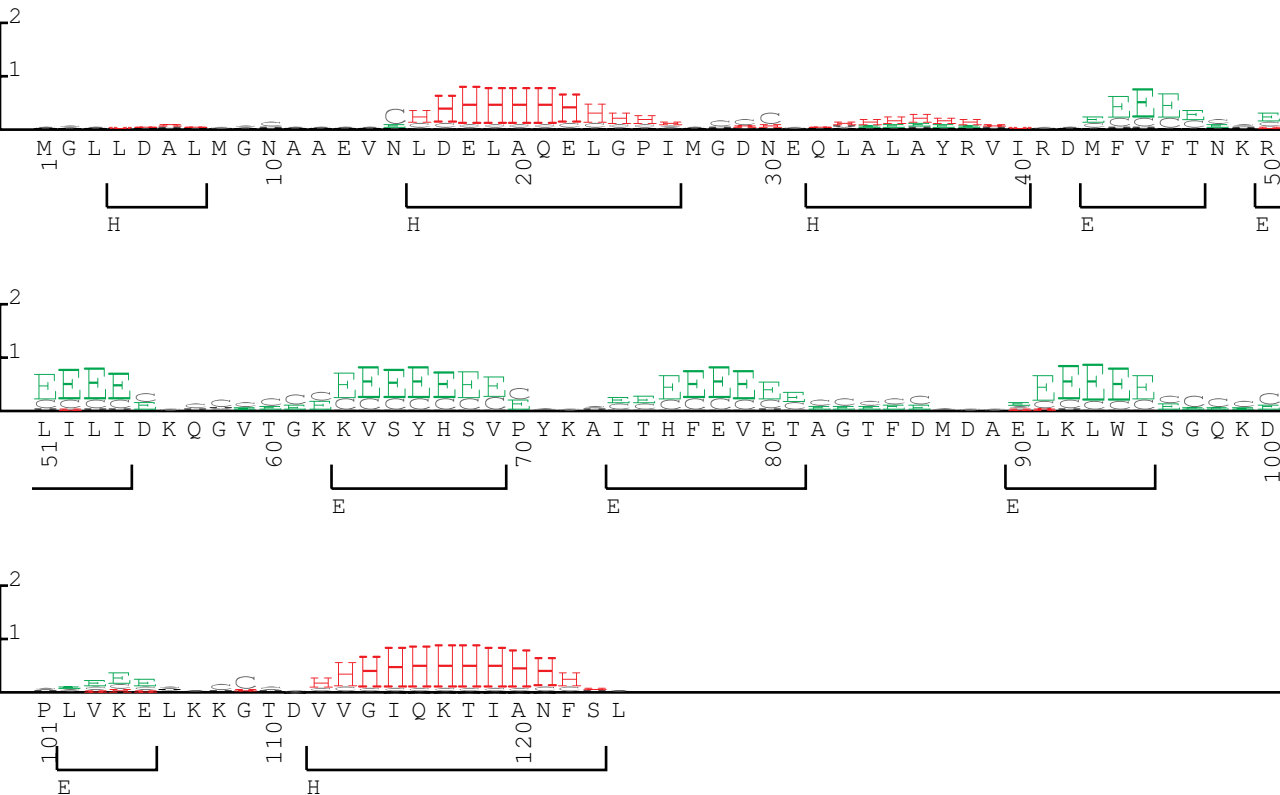 2
1
M G L L D A L M G N A A E V N L D E L A Q E L G P I M G D N E Q L A L A Y R V I R D M F V F T N K R
1 10 20 30 40 50
H H H E E
2
1
L I L I D K Q G V T G K K V S Y H S V P Y K A I T H F E V E T A G T F D M D A E L K L W I S G Q K D
51 60 70 80 90 100
E E E
2
1
P L V K E L K K G T D V V G I Q K T I A N F S L
101 110 120
E H